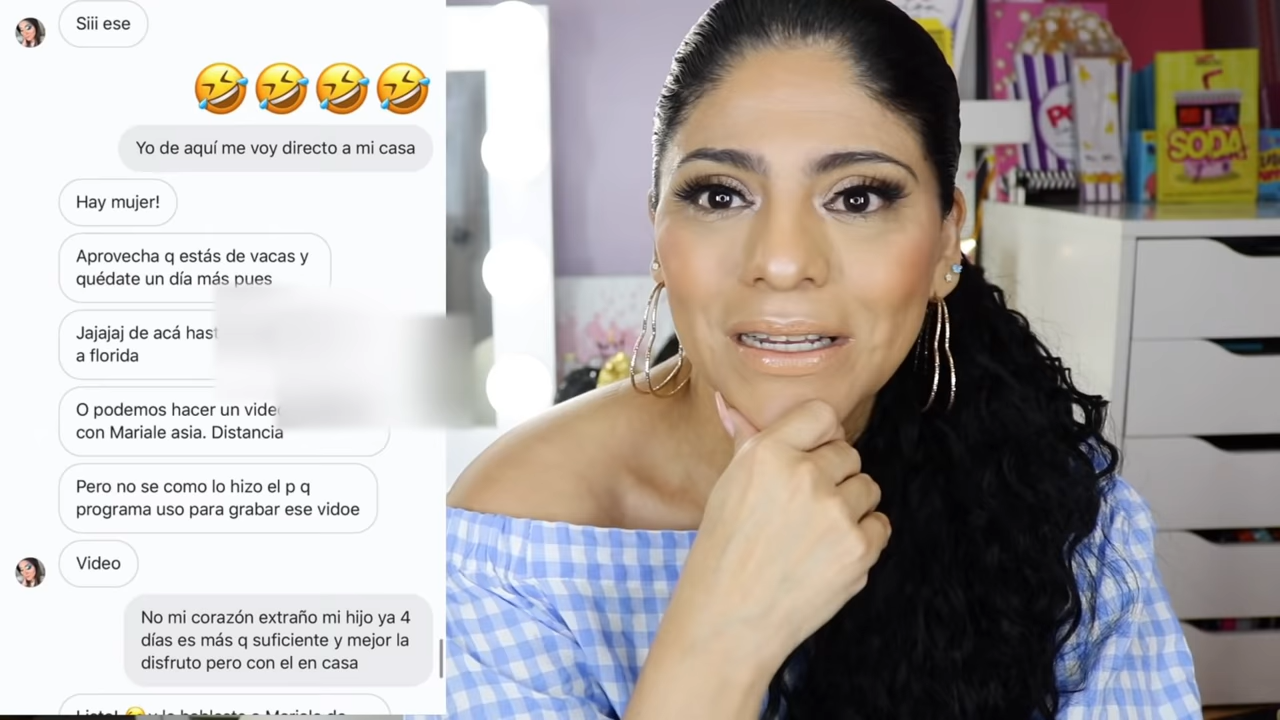 Siii ese
🤣🤣🤣🤣
Yo de aquí me voy directo a mi casa
Hay mujer!
Aprovecha q estás de vacas y
quédate un día más pues
Jajajaj de acá
a florida
O podemos hacer un
con Mariale asia. Distancia
Pero no se como lo hizo el p q
programa uso para grabar ese vidoe
Video
No mi corazón extraño mi hijo ya 4
días es más q suficiente y mejor la
disfruto pero con el en casa
SODA